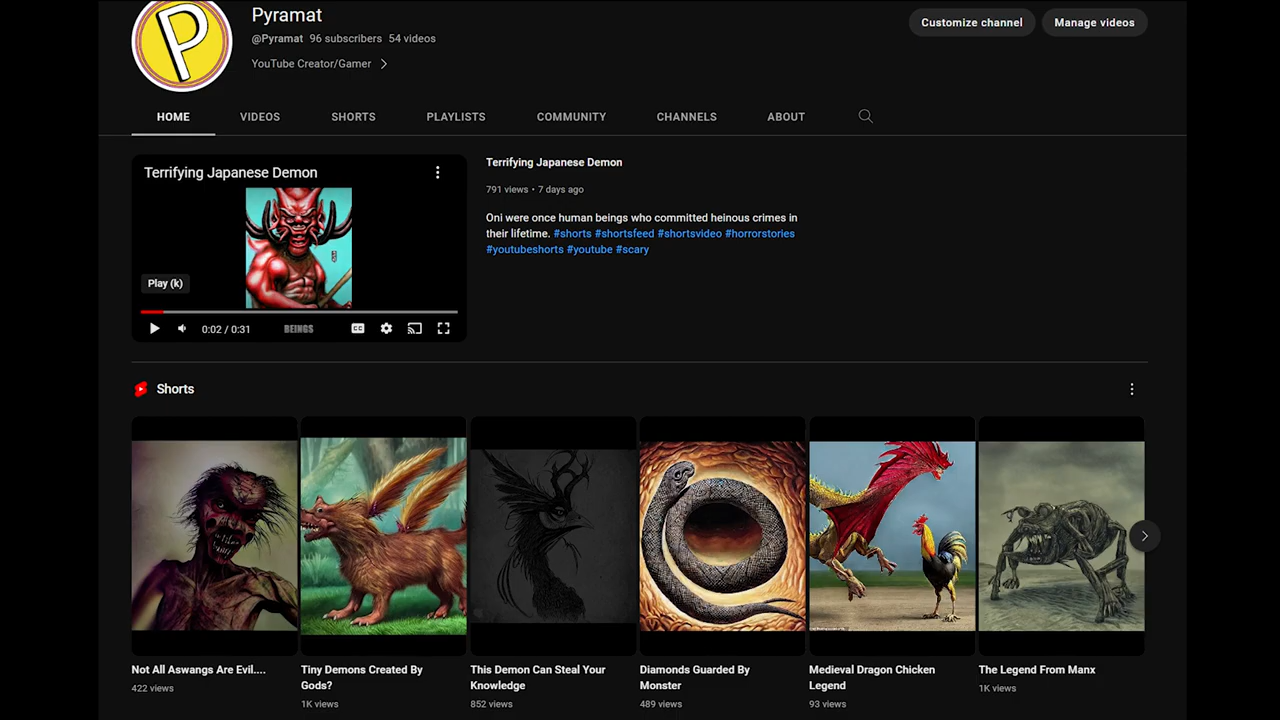 P
Pyramat
@Pyramat 96 subscribers 54 videos
YouTube Creator/Gamer
Customize channel
Manage videos
HOME
VIDEOS
SHORTS
PLAYLISTS
COMMUNITY
CHANNELS
ABOUT
Terrifying Japanese Demon
Play (k)
0:02 / 0:31
BEINGS
CC
Terrifying Japanese Demon
791 views • 7 days ago
Oni were once human beings who committed heinous crimes in
their lifetime. #shorts #shortsfeed #shortsvideo #horrorstories
#youtubeshorts #youtube #scary
Shorts
Not All Aswangs Are Evil....
422 views
Tiny Demons Created By
Gods?
1K views
This Demon Can Steal Your
Knowledge
852 views
Diamonds Guarded By
Monster
489 views
Medieval Dragon Chicken
Legend
93 views
The Legend From Manx
1K views